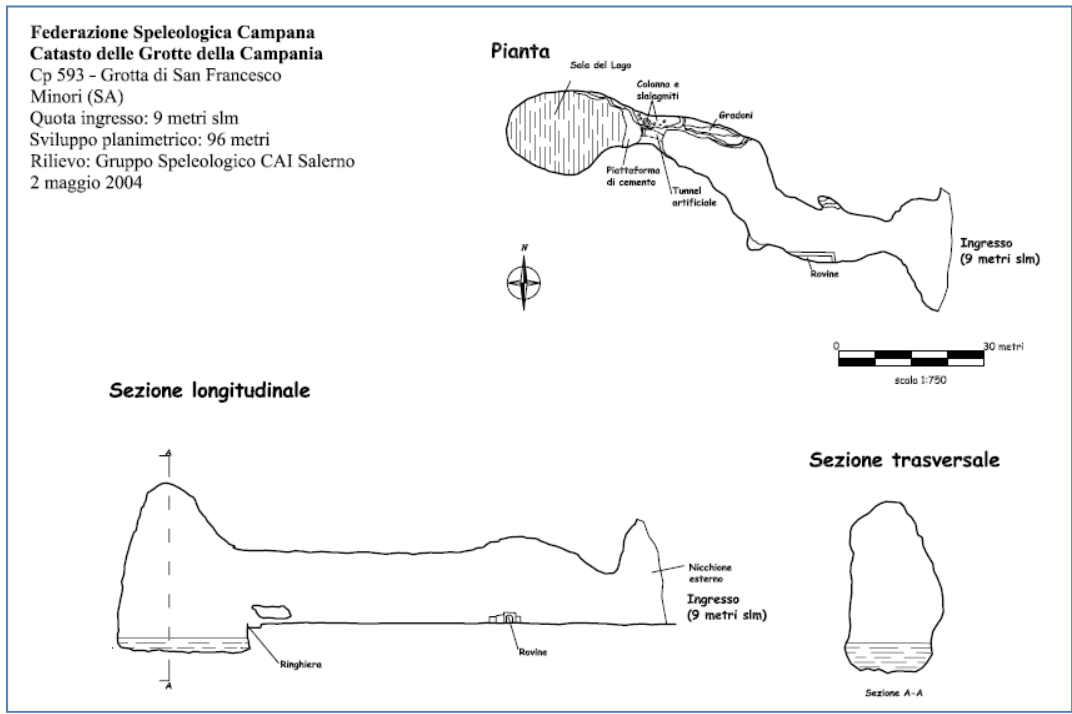 Federazione Speleologica Campana
Catasto delle Grotte della Campania
Cp 593 - Grotta di San Francesco
Minori (SA)
Quota ingresso: 9 metri slm
Sviluppo planimetrico: 96 metri
Rilievo: Gruppo Speleologico CAI Salerno
2 maggio 2004
Pianta
Sala del Lago
Colonna e
stalagmiti
Gradoni
Piattaforma
di cemento
Tunnel
artificiale
Ingresso
(9 metri slm)
Rovine
N
0 30 metri
scala 1:750
Sezione longitudinale
A
Nicchione
esterno
Ingresso
(9 metri slm)
Ringhiera
Rovine
A
Sezione trasversale
Sezione A-A